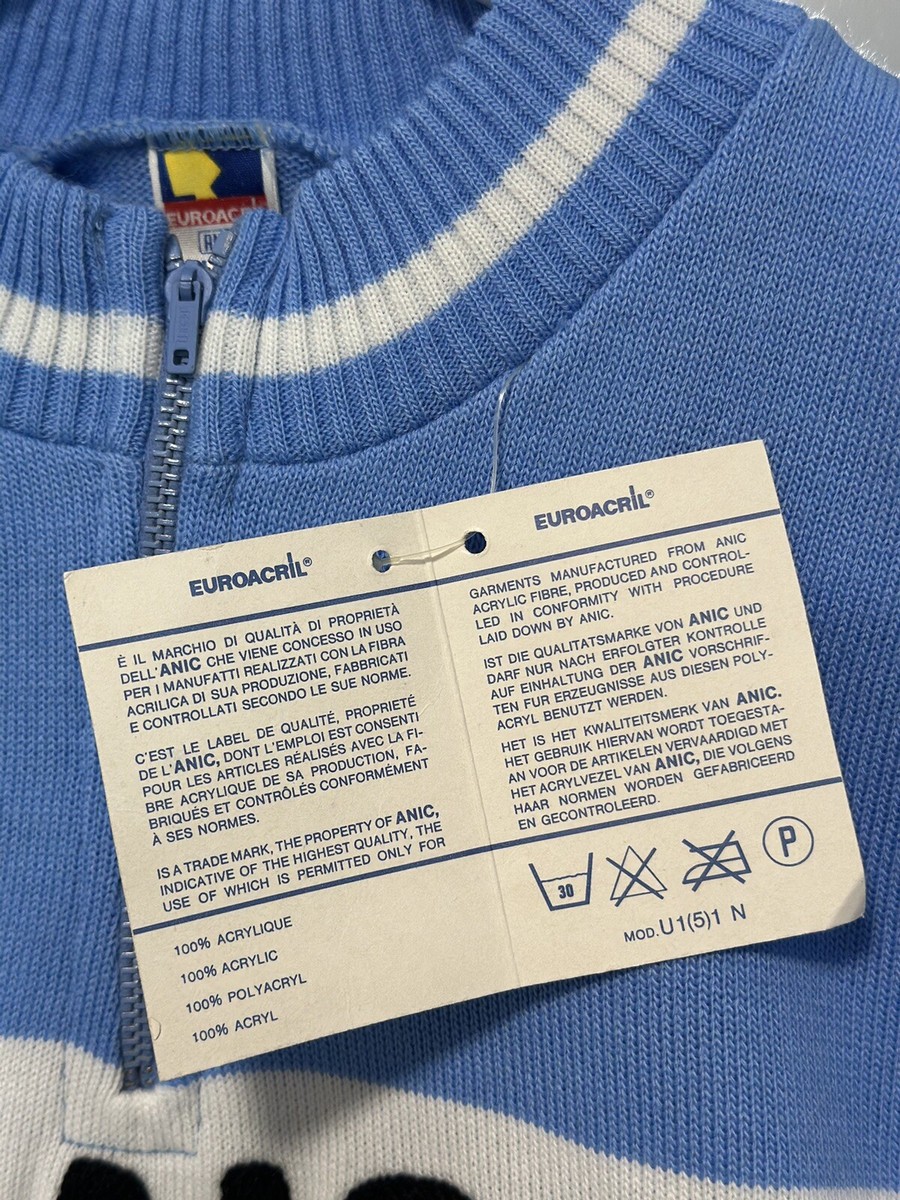 EUROACRIL®
È IL MARCHIO DI QUALITÀ DI PROPRIETÀ
DELL'ANIC CHE VIENE CONCESSO IN USO
PER I MANUFATTI REALIZZATI CON LA FIBRA
ACRILICA DI SUA PRODUZIONE, FABBRICATI
E CONTROLLATI SECONDO LE SUE NORME.
C'EST LE LABEL DE QUALITÉ, PROPRIETÉ
DE L'ANIC, DONT L'EMPLOI EST CONSENTI
POUR LES ARTICLES RÉALISÉS AVEC LA FI-
BRE ACRYLIQUE DE SA PRODUCTION, FA-
BRIQUÉS ET CONTRÔLÉS CONFORMÉMENT
À SES NORMES.
IS A TRADE MARK, THE PROPERTY OF ANIC,
INDICATIVE OF THE HIGHEST QUALITY, THE
USE OF WHICH IS PERMITTED ONLY FOR
100% ACRYLIQUE
100% ACRYLIC
100% POLYACRYL
100% ACRYL
EUROACRIL®
GARMENTS MANUFACTURED FROM ANIC
ACRYLIC FIBRE, PRODUCED AND CONTROL-
LED IN CONFORMITY WITH PROCEDURE
LAID DOWN BY ANIC.
IST DIE QUALITATSMARKE VON ANIC UND
DARF NUR NACH ERFOLGTER KONTROLLE
AUF EINHALTUNG DER ANIC VORSCHRIF-
TEN FUR ERZEUGNISSE AUS DIESEN POLY-
ACRYL BENUTZT WERDEN.
HET IS HET KWALITEITSMERK VAN ANIC.
HET GEBRUIK HIERVAN WORDT TOEGESTA-
AN VOOR DE ARTIKELEN VERVAARDIGD MET
HET ACRYLVEZEL VAN ANIC, DIE VOLGENS
HAAR NORMEN WORDEN GEFABRICEERD
EN GECONTROLEERD.
30
P
MOD.U1(5)1 N